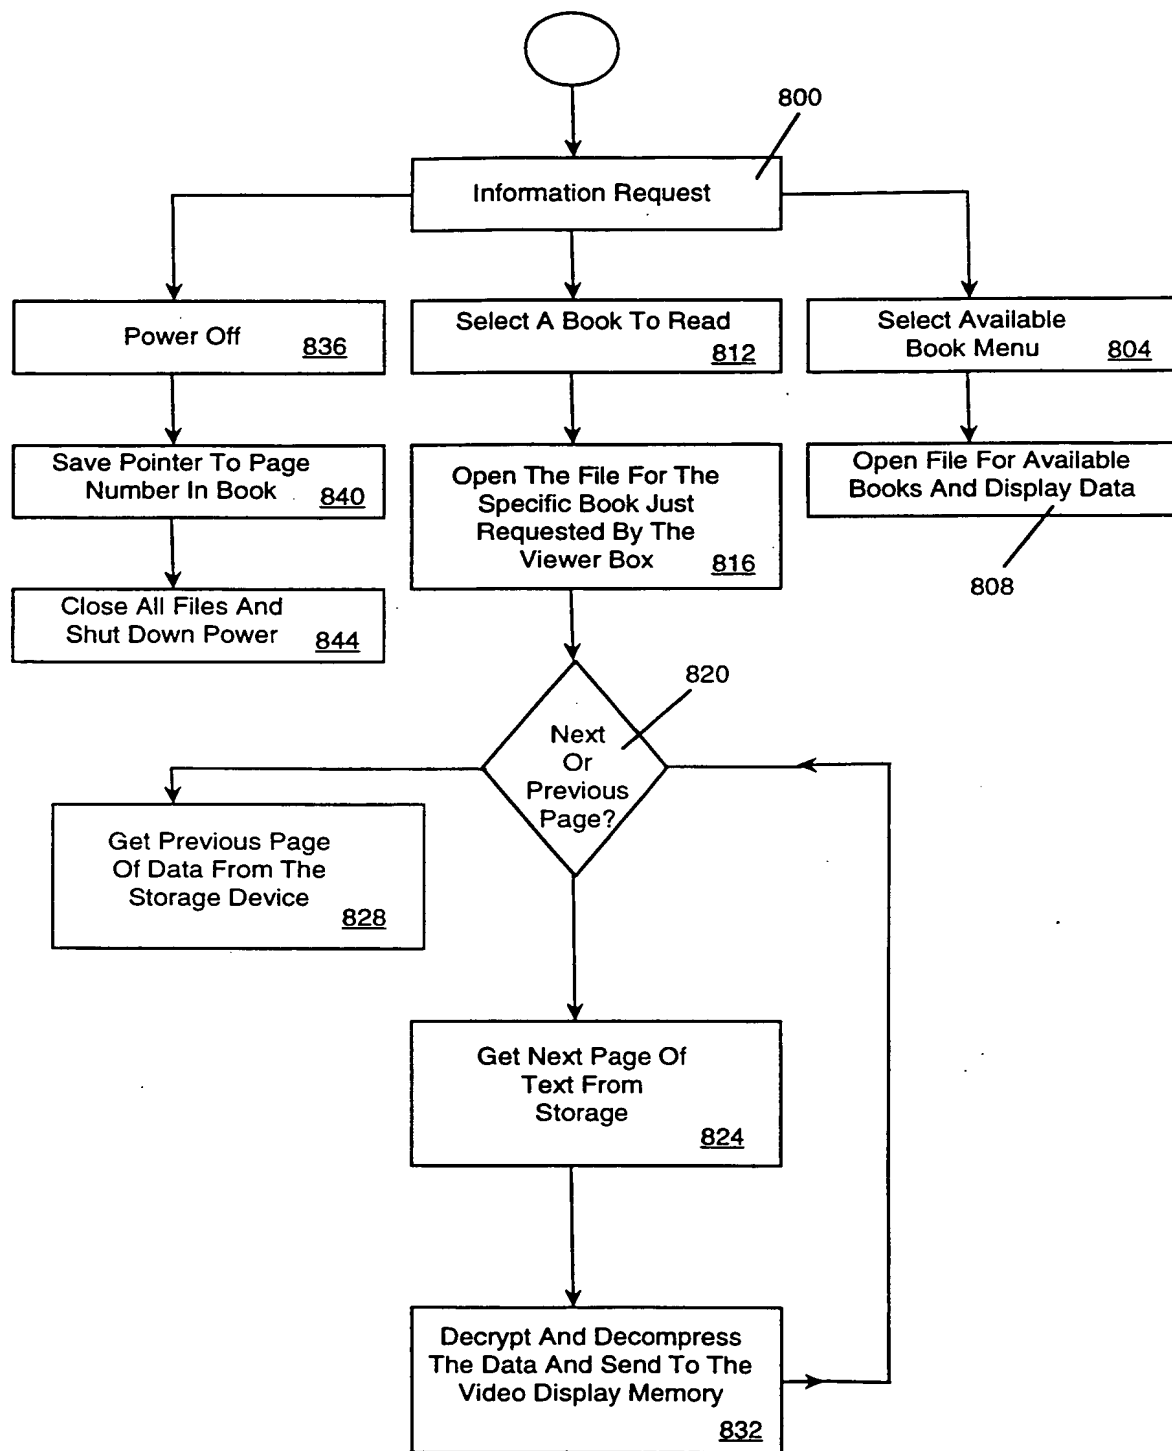 800
Information Request
Power Off
836
Select A Book To Read
812
Select Available
Book Menu
804
Save Pointer To Page
Number In Book
840
Open The File For The
Specific Book Just
Requested By The
Viewer Box
816
Open File For Available
Books And Display Data
808
Close All Files And
Shut Down Power
844
820
Next
Or
Previous
Page?
Get Previous Page
Of Data From The
Storage Device
828
Get Next Page Of
Text From
Storage
824
Decrypt And Decompress
The Data And Send To The
Video Display Memory
832